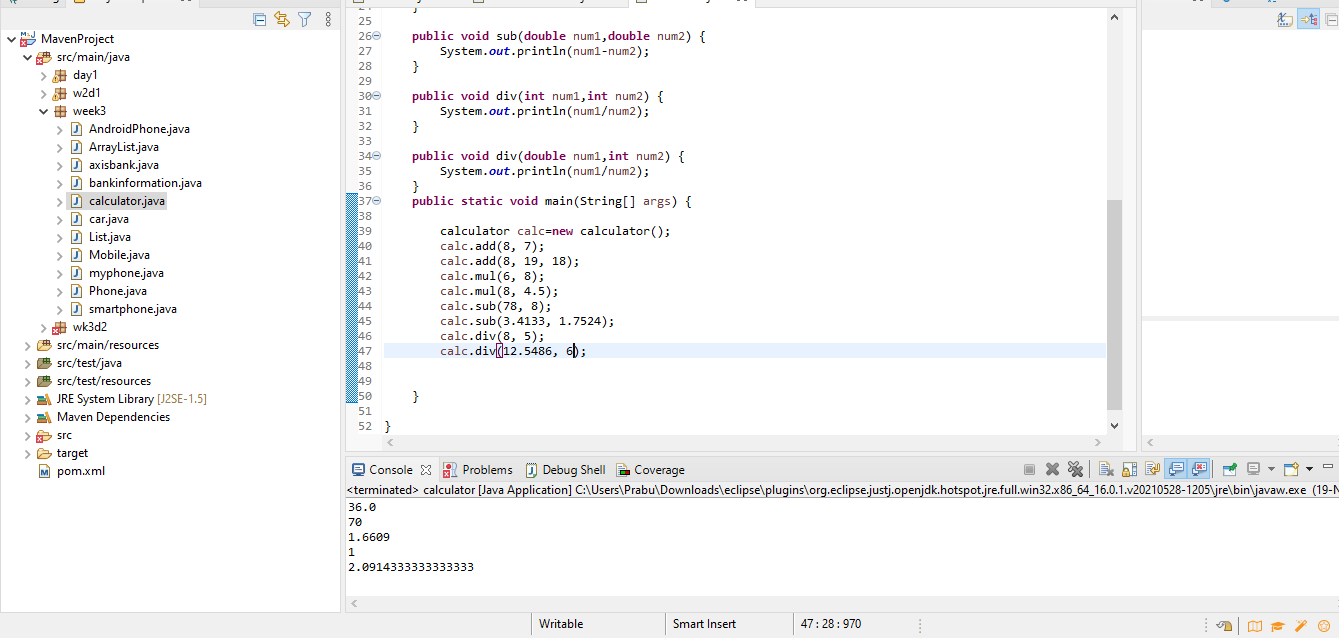 MavenProject
src/main/java
day1
w2d1
week3
AndroidPhone.java
ArrayList.java
axisbank.java
bankinformation.java
calculator.java
car.java
List.java
Mobile.java
myphone.java
Phone.java
smartphone.java
wk3d2
src/main/resources
src/test/java
src/test/resources
JRE System Library [J2SE-1.5]
Maven Dependencies
src
target
pom.xml
25
26 public void sub(double num1,double num2) {
27 System.out.println(num1-num2);
28 }
29
30 public void div(int num1,int num2) {
31 System.out.println(num1/num2);
32 }
33
34 public void div(double num1,int num2) {
35 System.out.println(num1/num2);
36 }
37 public static void main(String[] args) {
38
39 calculator calc=new calculator();
40 calc.add(8, 7);
41 calc.add(8, 19, 18);
42 calc.mul(6, 8);
43 calc.mul(8, 4.5);
44 calc.sub(78, 8);
45 calc.sub(3.4133, 1.7524);
46 calc.div(8, 5);
47 calc.div(12.5486, 6);
48
49
50 }
51
52 }
Console Problems Debug Shell Coverage
<terminated> calculator [Java Application] C:\Users\Prabu\Downloads\eclipse\plugins\org.eclipse.justj.openjdk.hotspot.jre.full.win32.x86_64_16.0.1.v20210528-1205\jre\bin\javaw.exe (19-N
36.0
70
1.6609
1
2.0914333333333333
Writable Smart Insert 47 : 28 : 970